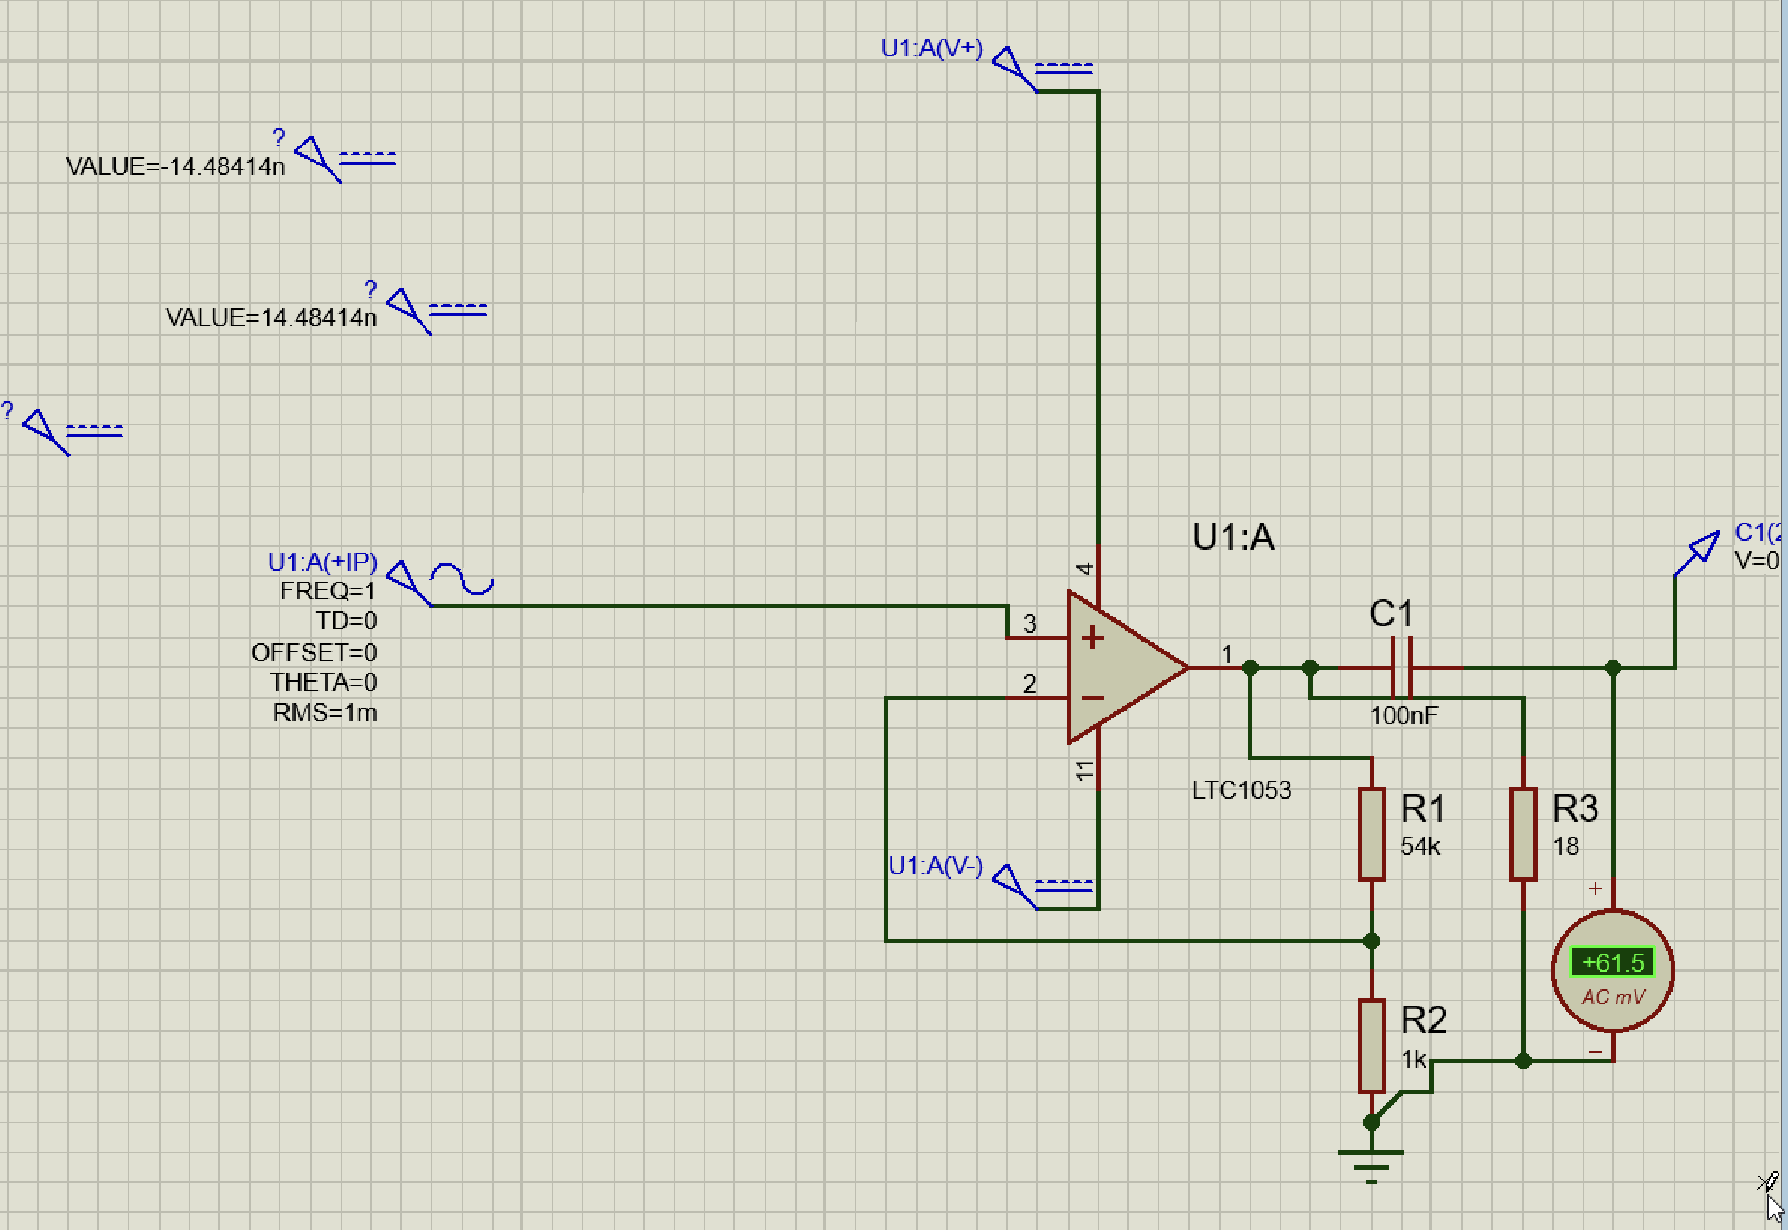 U1:A(V+)
?
VALUE=-14.48414n
?
VALUE=14.48414n
?
U1:A(+IP)
FREQ=1
TD=0
OFFSET=0
THETA=0
RMS=1m
U1:A
4
3
2
1
11
LTC1053
U1:A(V-)
C1
100nF
C1(2
V=0
R1
54k
R3
18
+61.5
AC mV
R2
1k